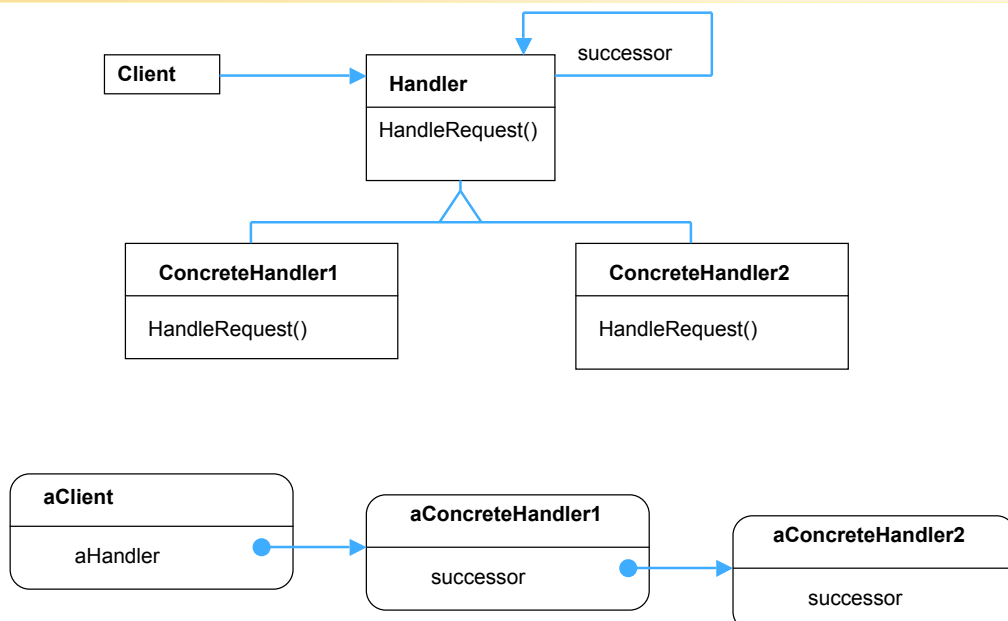 successor
Client
Handler
HandleRequest()
ConcreteHandler1
ConcreteHandler2
HandleRequest()
HandleRequest()
aClient
aConcreteHandler1
aConcreteHandler2
aHandler
successor
successor